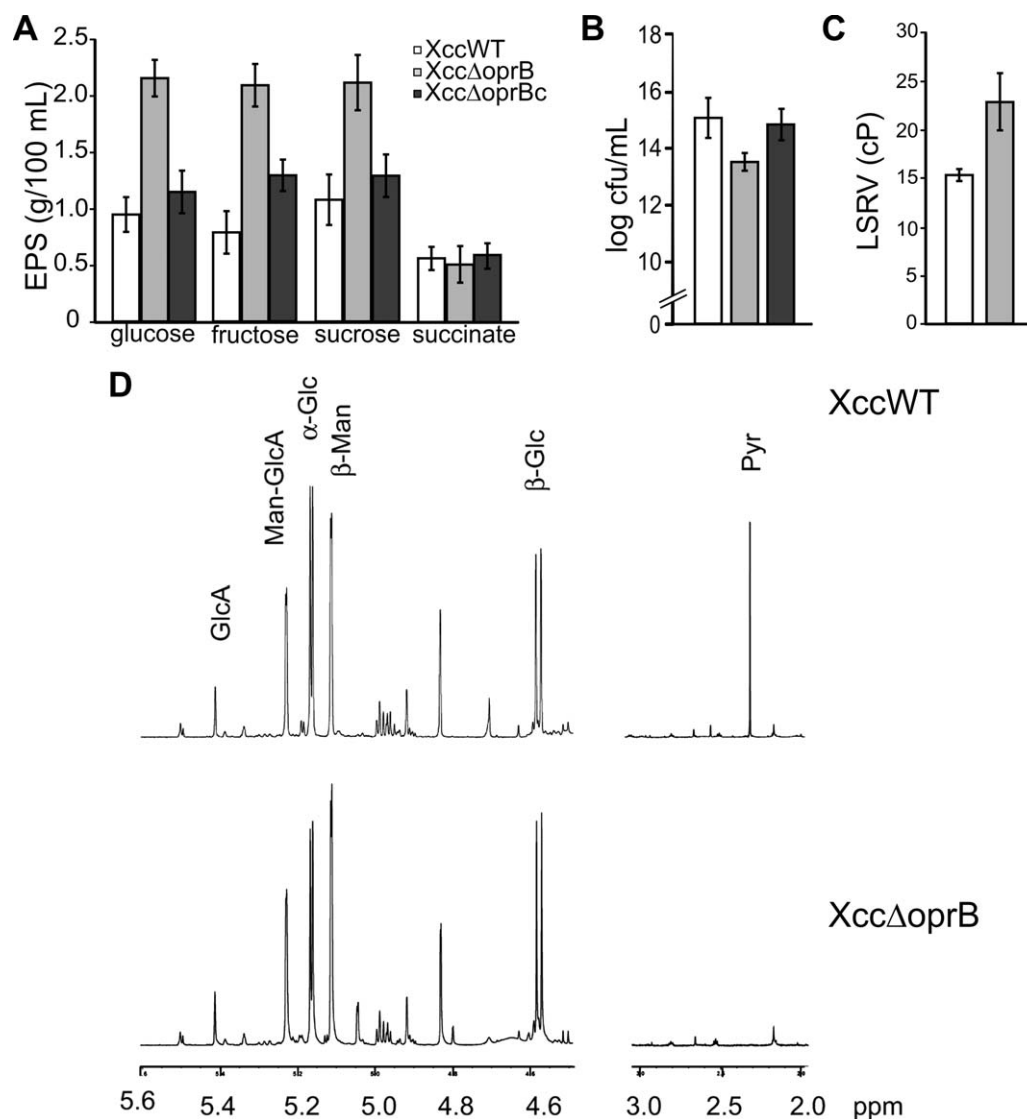 A
EPS (g/100 mL)
2.5
2.0
1.5
1.0
0.5
0
glucose fructose sucrose succinate
XccWT
XccΔoprB
XccΔoprBc
B
log cfu/mL
18
16
14
12
10
0
C
LSRV (cP)
30
25
20
15
10
5
0
D
GlcA
Man-GlcA
α-Glc
β-Man
β-Glc
Pyr
XccWT
XccΔoprB
5.6 5.4 5.2 5.0 4.8 4.6 3.0 2.5 2.0 ppm